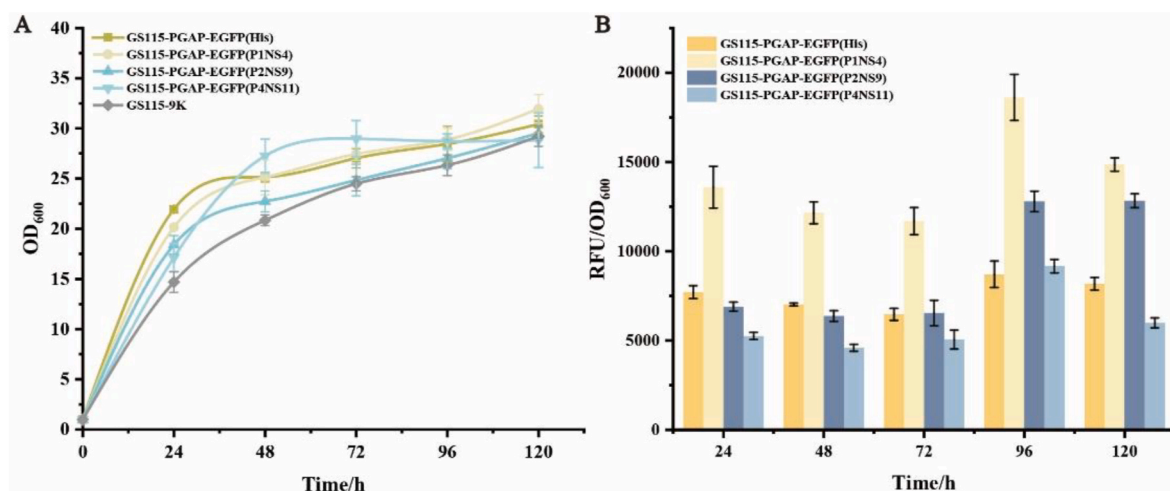 A
40
35
30
25
20
15
10
5
0
OD600
GS115-PGAP-EGFP(His)
GS115-PGAP-EGFP(P1NS4)
GS115-PGAP-EGFP(P2NS9)
GS115-PGAP-EGFP(P4NS11)
GS115-9K
0 24 48 72 96 120
Time/h
B
20000
15000
10000
5000
0
RFU/OD600
GS115-PGAP-EGFP(His)
GS115-PGAP-EGFP(P1NS4)
GS115-PGAP-EGFP(P2NS9)
GS115-PGAP-EGFP(P4NS11)
24 48 72 96 120
Time/h